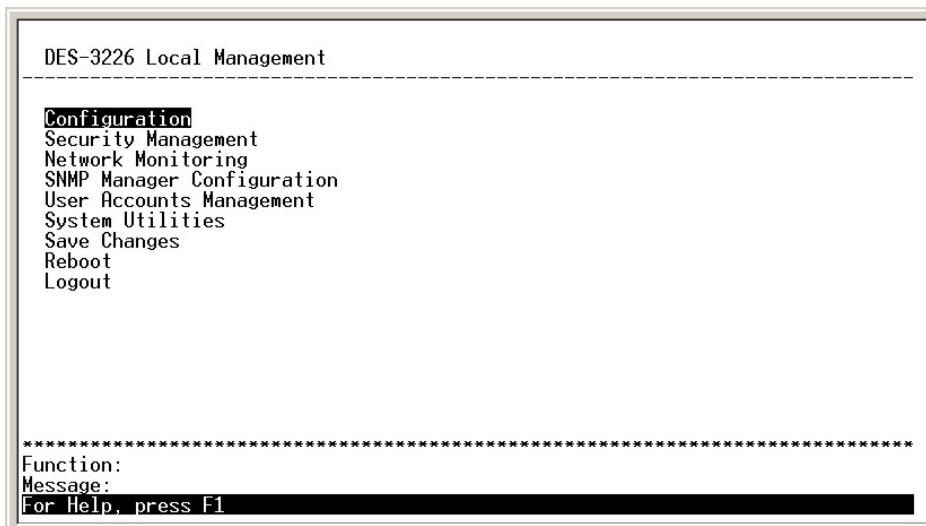 DES-3226 Local Management
--------------------------------------------------------------------------------
Configuration
Security Management
Network Monitoring
SNMP Manager Configuration
User Accounts Management
System Utilities
Save Changes
Reboot
Logout
********************************************************************************
Function:
Message:
For Help, press F1